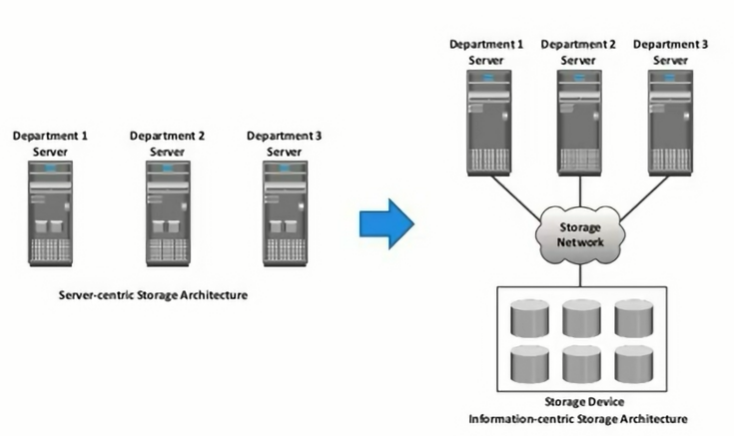 Department 1
Server
Department 2
Server
Department 3
Server
Server-centric Storage Architecture
Department 1
Server
Department 2
Server
Department 3
Server
Storage
Network
Storage Device
Information-centric Storage Architecture